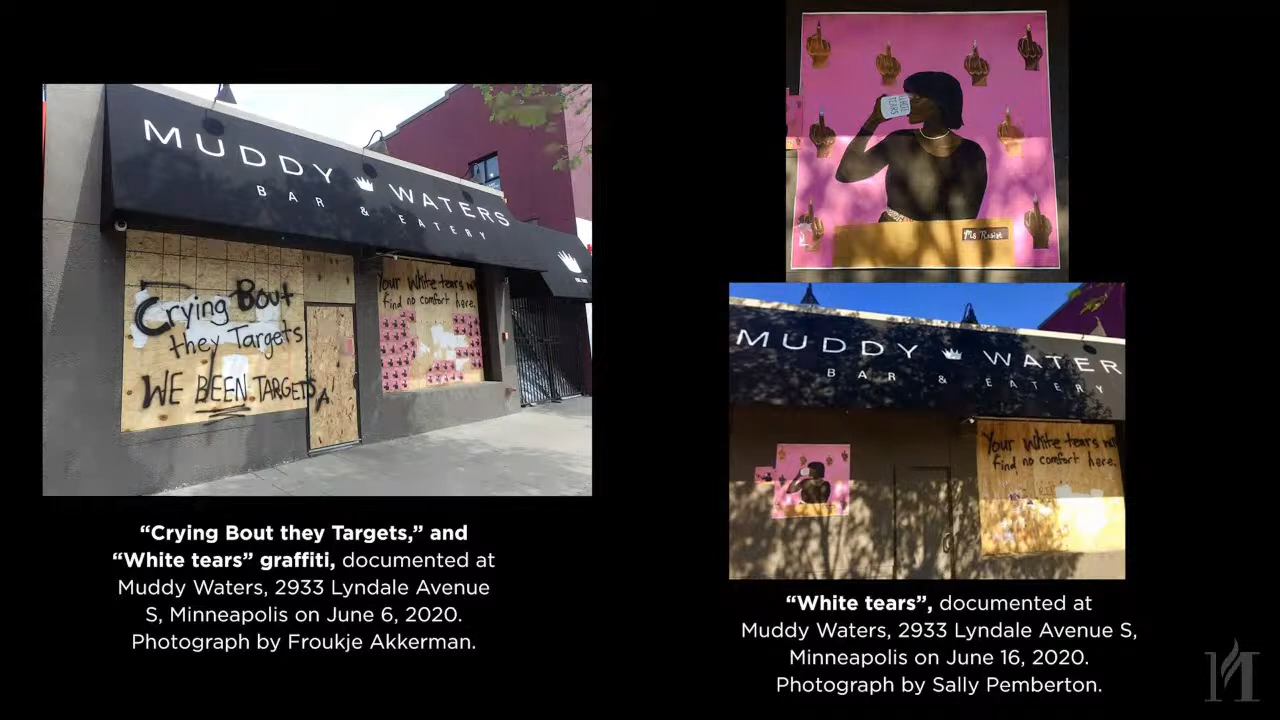 MUDDY WATERS
BAR & EATERY
Crying Bout
they Targets
WE BEEN TARGETS!
Your White tears will
find no comfort here.
“Crying Bout they Targets,” and
“White tears” graffiti, documented at
Muddy Waters, 2933 Lyndale Avenue
S, Minneapolis on June 6, 2020.
Photograph by Froukje Akkerman.
TEARS
Ms Resist
MUDDY WATER
BAR & EATERY
Your White tears
find no comfort here.
“White tears”, documented at
Muddy Waters, 2933 Lyndale Avenue S,
Minneapolis on June 16, 2020.
Photograph by Sally Pemberton.
M